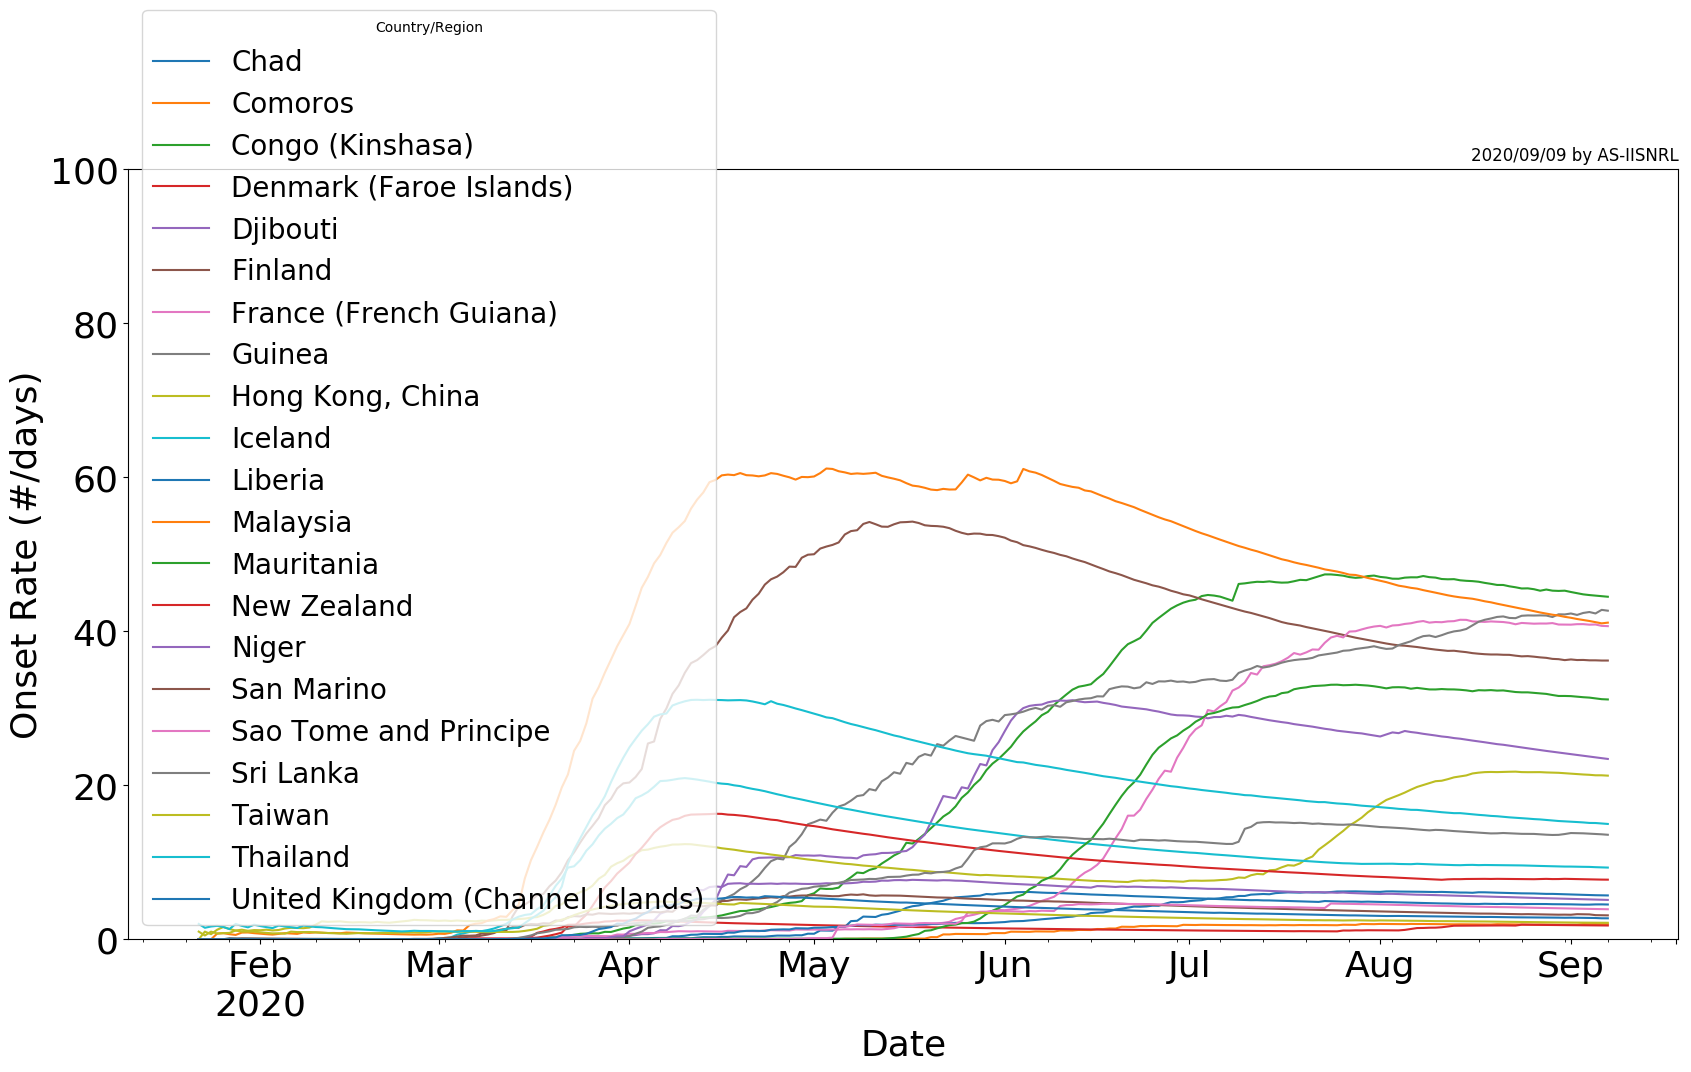 Country/Region
Chad
Comoros
Congo (Kinshasa)
Denmark (Faroe Islands)
Djibouti
Finland
France (French Guiana)
Guinea
Hong Kong, China
Iceland
Liberia
Malaysia
Mauritania
New Zealand
Niger
San Marino
Sao Tome and Principe
Sri Lanka
Taiwan
Thailand
United Kingdom (Channel Islands)
2020/09/09 by AS-IISNRL
100
80
60
40
20
0
Onset Rate (#/days)
Feb Mar Apr May Jun Jul Aug Sep
2020
Date